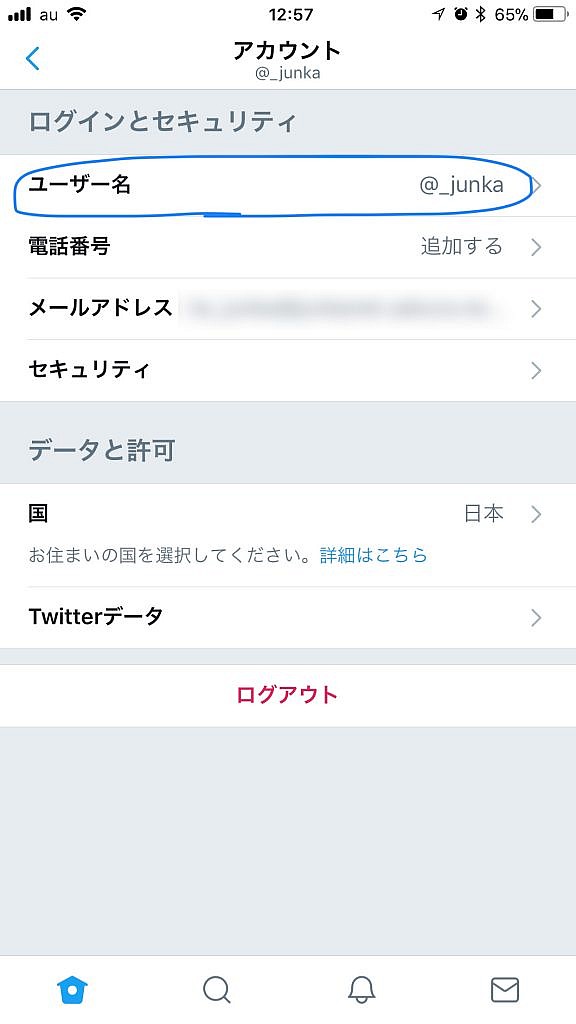 au 12:57 65%
アカウント
@_junka
ログインとセキュリティ
ユーザー名 @_junka
電話番号 追加する
メールアドレス
セキュリティ
データと許可
国 日本
お住まいの国を選択してください。詳細はこちら
Twitterデータ
ログアウト